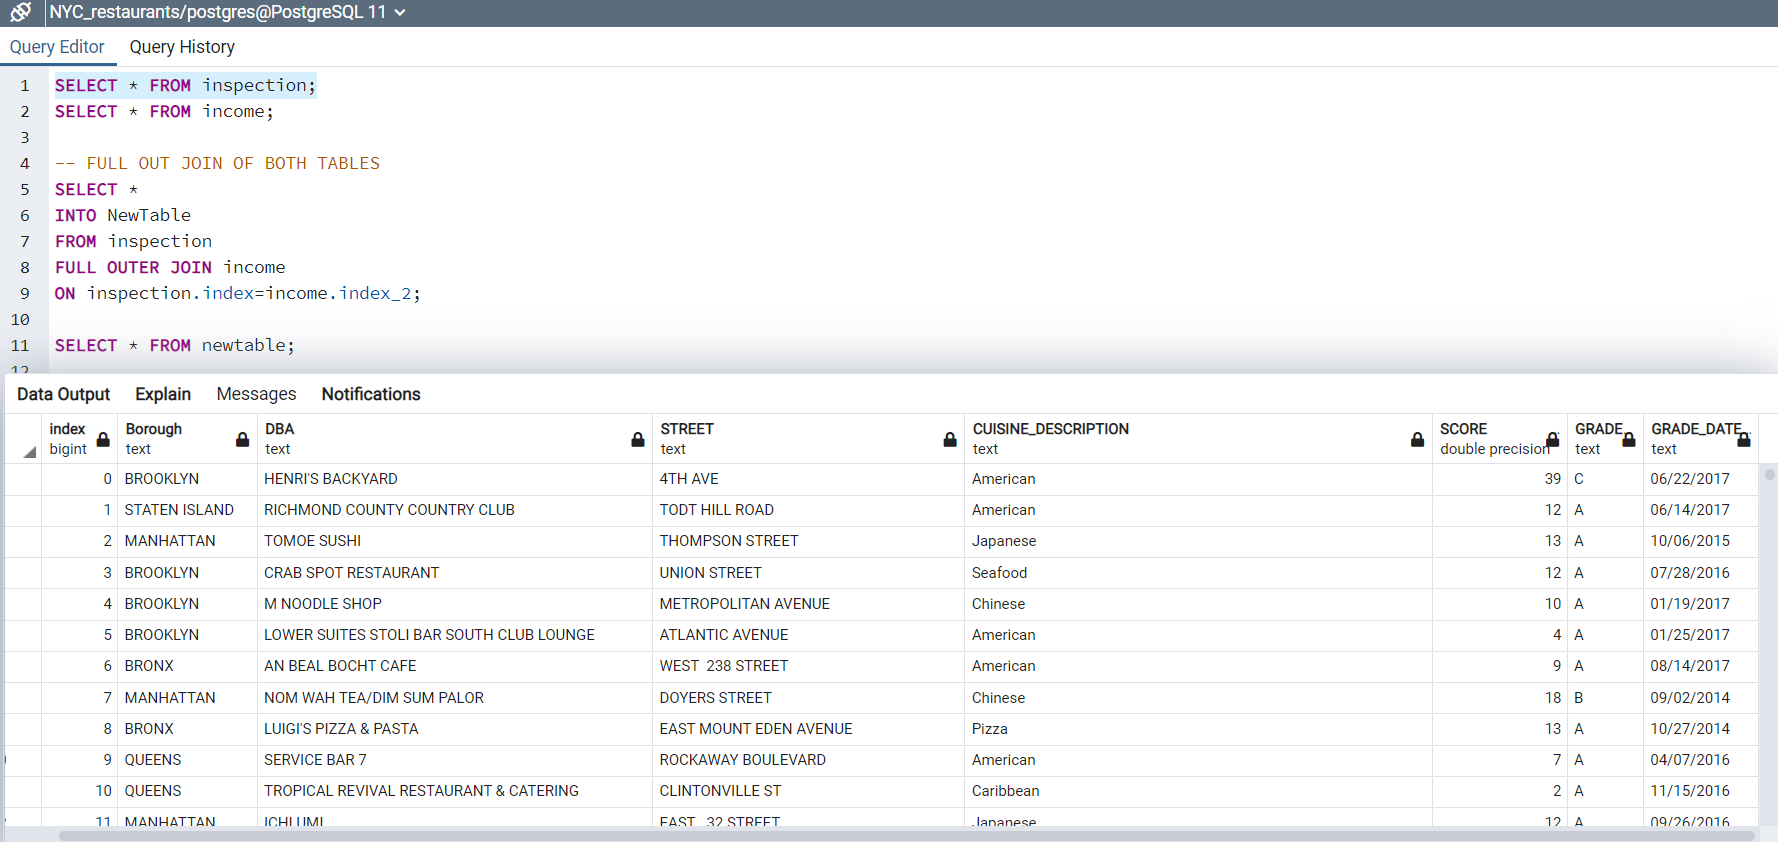 NYC_restaurants/postgres@PostgreSQL 11
Query Editor Query History
1 SELECT * FROM inspection;
2 SELECT * FROM income;
3
4 -- FULL OUT JOIN OF BOTH TABLES
5 SELECT *
6 INTO NewTable
7 FROM inspection
8 FULL OUTER JOIN income
9 ON inspection.index=income.index_2;
10
11 SELECT * FROM newtable;
12
Data Output Explain Messages Notifications
index Borough DBA STREET CUISINE_DESCRIPTION SCORE GRADE GRADE_DATE
bigint text text text text double precision text text
0 BROOKLYN HENRI'S BACKYARD 4TH AVE American 39 C 06/22/2017
1 STATEN ISLAND RICHMOND COUNTY COUNTRY CLUB TODT HILL ROAD American 12 A 06/14/2017
2 MANHATTAN TOMOE SUSHI THOMPSON STREET Japanese 13 A 10/06/2015
3 BROOKLYN CRAB SPOT RESTAURANT UNION STREET Seafood 12 A 07/28/2016
4 BROOKLYN M NOODLE SHOP METROPOLITAN AVENUE Chinese 10 A 01/19/2017
5 BROOKLYN LOWER SUITES STOLI BAR SOUTH CLUB LOUNGE ATLANTIC AVENUE American 4 A 01/25/2017
6 BRONX AN BEAL BOCHT CAFE WEST 238 STREET American 9 A 08/14/2017
7 MANHATTAN NOM WAH TEA/DIM SUM PALOR DOYERS STREET Chinese 18 B 09/02/2014
8 BRONX LUIGI'S PIZZA & PASTA EAST MOUNT EDEN AVENUE Pizza 13 A 10/27/2014
9 QUEENS SERVICE BAR 7 ROCKAWAY BOULEVARD American 7 A 04/07/2016
10 QUEENS TROPICAL REVIVAL RESTAURANT & CATERING CLINTONVILLE ST Caribbean 2 A 11/15/2016
11 MANHATTAN ICHI UMI EAST 32 STREET Japanese 12 A 09/26/2016